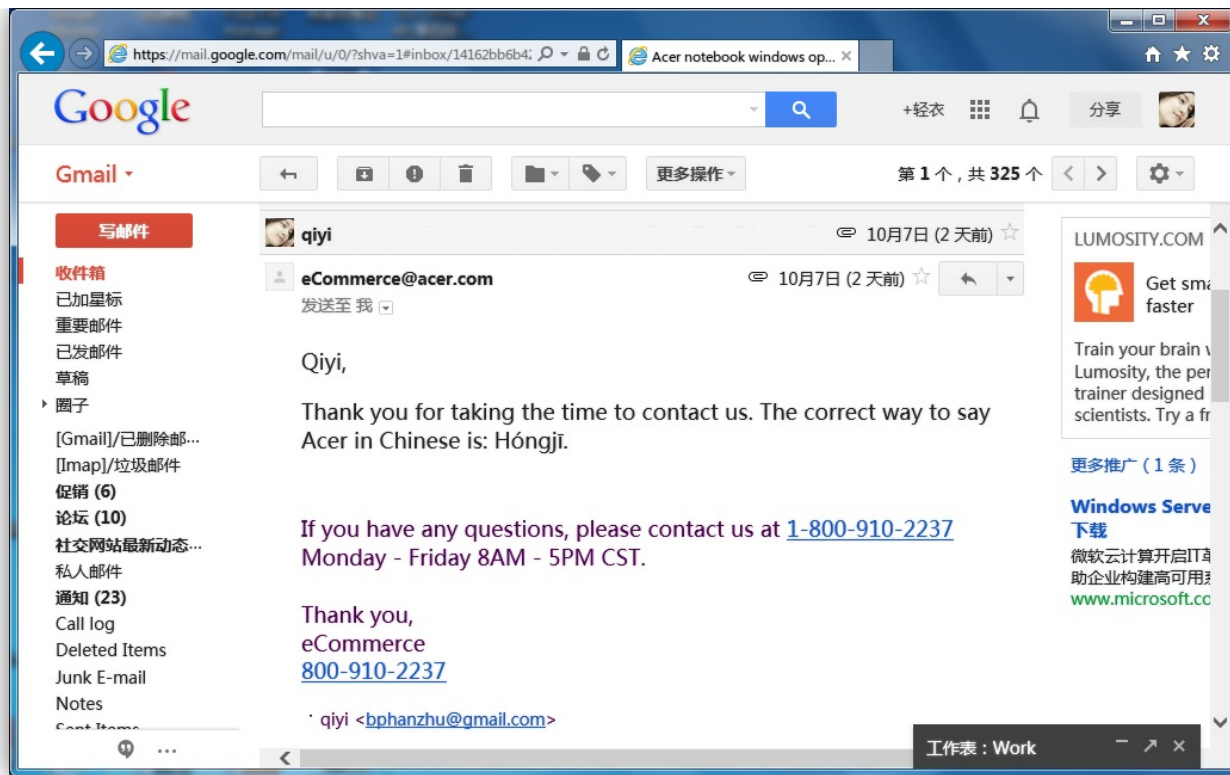 https://mail.google.com/mail/u/0/?shva=1#inbox/14162bb6b4
Acer notebook windows op...
Google
+轻衣
分享
Gmail
更多操作
第 1 个，共 325 个
写邮件
收件箱
已加星标
重要邮件
已发邮件
草稿
圈子
[Gmail]/已删除邮...
[Imap]/垃圾邮件
促销 (6)
论坛 (10)
社交网站最新动态...
私人邮件
通知 (23)
Call log
Deleted Items
Junk E-mail
Notes
Sent Items
...
qiyi
10月7日 (2 天前)
eCommerce@acer.com
10月7日 (2 天前)
发送至 我
Qiyi,
Thank you for taking the time to contact us. The correct way to say
Acer in Chinese is: Hóngjī.
If you have any questions, please contact us at 1-800-910-2237
Monday - Friday 8AM - 5PM CST.
Thank you,
eCommerce
800-910-2237
qiyi <bphanzhu@gmail.com>
LUMOSITY.COM
Get sma
faster
Train your brain
Lumosity, the per
trainer designed
scientists. Try a fr
更多推广（1 条）
Windows Serve
下载
微软云计算开启IT
助企业构建高可用
www.microsoft.co
工作表：Work